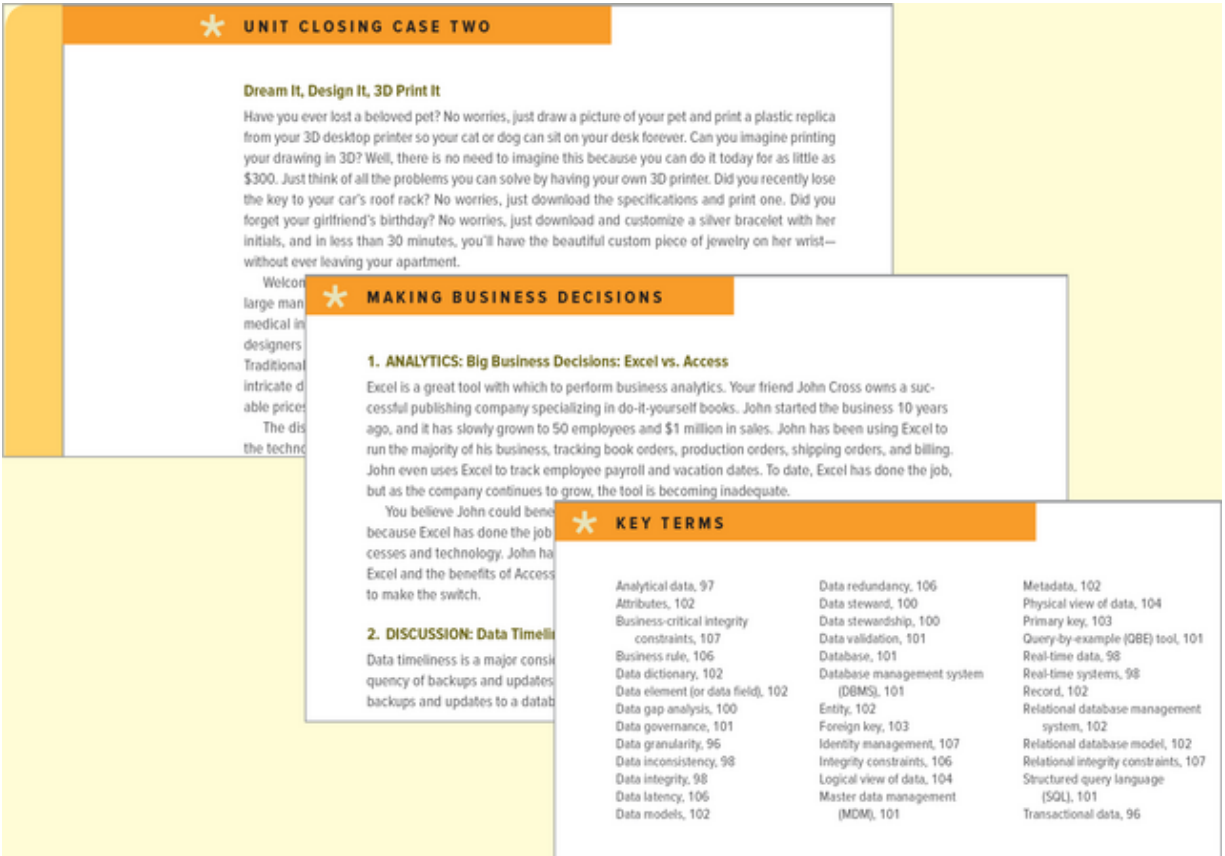 UNIT CLOSING CASE TWO
Dream It, Design It, 3D Print It
Have you ever lost a beloved pet? No worries, just draw a picture of your pet and print a plastic replica
from your 3D desktop printer so your cat or dog can sit on your desk forever. Can you imagine printing
your drawing in 3D? Well, there is no need to imagine this because you can do it today for as little as
$300. Just think of all the problems you can solve by having your own 3D printer. Did you recently lose
the key to your car's roof rack? No worries, just download the specifications and print one. Did you
forget your girlfriend's birthday? No worries, just download and customize a silver bracelet with her
initials, and in less than 30 minutes, you'll have the beautiful custom piece of jewelry on her wrist—
without ever leaving your apartment.
Welcon
large man
medical in
designers
Traditional
intricate d
able prices
The dis
the techno
MAKING BUSINESS DECISIONS
1. ANALYTICS: Big Business Decisions: Excel vs. Access
Excel is a great tool with which to perform business analytics. Your friend John Cross owns a suc-
cessful publishing company specializing in do-it-yourself books. John started the business 10 years
ago, and it has slowly grown to 50 employees and $1 million in sales. John has been using Excel to
run the majority of his business, tracking book orders, production orders, shipping orders, and billing.
John even uses Excel to track employee payroll and vacation dates. To date, Excel has done the job,
but as the company continues to grow, the tool is becoming inadequate.
You believe John could bene
because Excel has done the job
cesses and technology. John ha
Excel and the benefits of Access
to make the switch.
2. DISCUSSION: Data Timelin
Data timeliness is a major consid
quency of backups and updates
backups and updates to a datab
KEY TERMS
Analytical data, 97
Attributes, 102
Business-critical integrity
constraints, 107
Business rule, 106
Data dictionary, 102
Data element (or data field), 102
Data gap analysis, 100
Data governance, 101
Data granularity, 96
Data inconsistency, 98
Data integrity, 98
Data latency, 106
Data models, 102
Data redundancy, 106
Data steward, 100
Data stewardship, 100
Data validation, 101
Database, 101
Database management system
(DBMS), 101
Entity, 102
Foreign key, 103
Identity management, 107
Integrity constraints, 106
Logical view of data, 104
Master data management
(MDM), 101
Metadata, 102
Physical view of data, 104
Primary key, 103
Query-by-example (QBE) tool, 101
Real-time data, 98
Real-time systems, 98
Record, 102
Relational database management
system, 102
Relational database model, 102
Relational integrity constraints, 107
Structured query language
(SQL), 101
Transactional data, 96